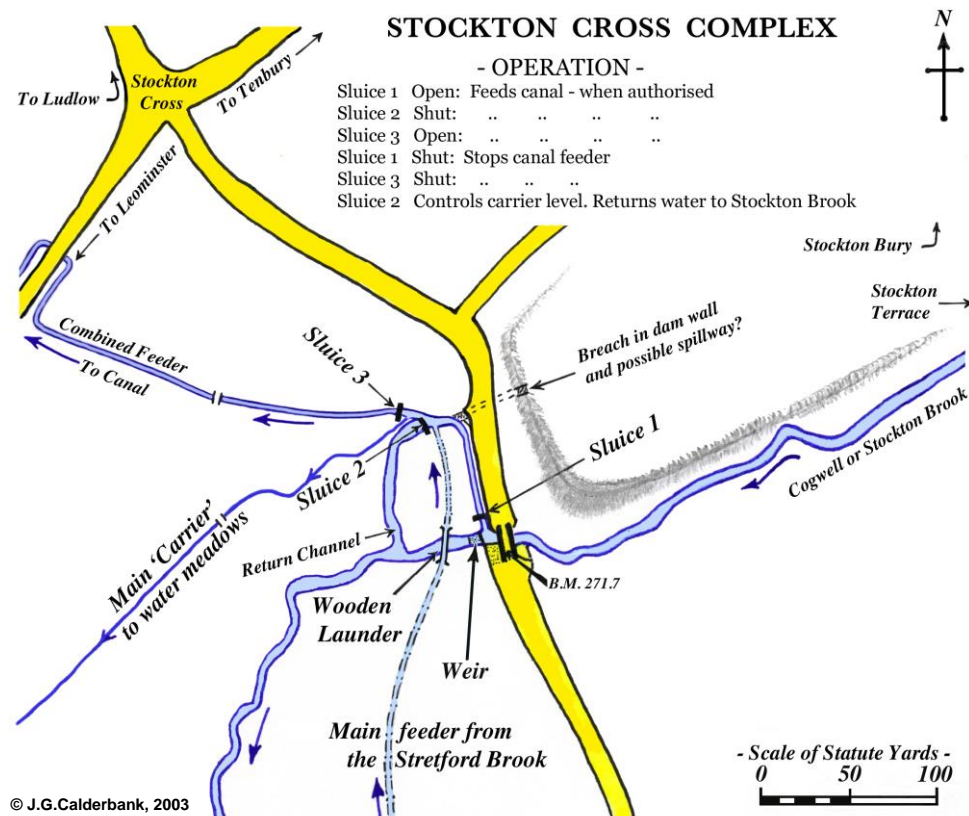 STOCKTON CROSS COMPLEX
- OPERATION -
Sluice 1 Open: Feeds canal - when authorised
Sluice 2 Shut: .. .. .. ..
Sluice 3 Open: .. .. .. ..
Sluice 1 Shut: Stops canal feeder
Sluice 3 Shut: .. .. ..
Sluice 2 Controls carrier level. Returns water to Stockton Brook
N
To Ludlow
Stockton
Cross
To Tenbury
To Leominster
Stockton Bury
Stockton
Terrace
Combined Feeder
To Canal
Sluice 3
Breach in dam wall
and possible spillway?
Sluice 1
Sluice 2
Cogwell or Stockton Brook
Main 'Carrier'
to water meadows
Return Channel
B.M. 271.7
Wooden
Launder
Weir
Main feeder from
the Stretford Brook
- Scale of Statute Yards -
0 50 100
© J.G.Calderbank, 2003